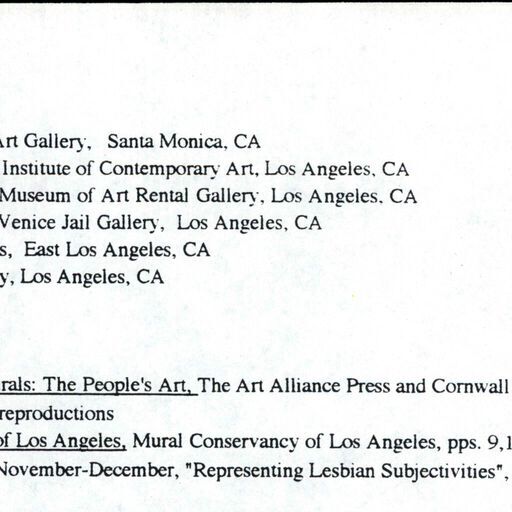 Art Gallery, Santa Monica, CA
Institute of Contemporary Art, Los Angeles, CA
Museum of Art Rental Gallery, Los Angeles, CA
Venice Jail Gallery, Los Angeles, CA
s, East Los Angeles, CA
y, Los Angeles, CA
rals: The People's Art, The Art Alliance Press and Cornwall
reproductions
of Los Angeles, Mural Conservancy of Los Angeles, pps. 9,1
November-December, "Representing Lesbian Subjectivities",